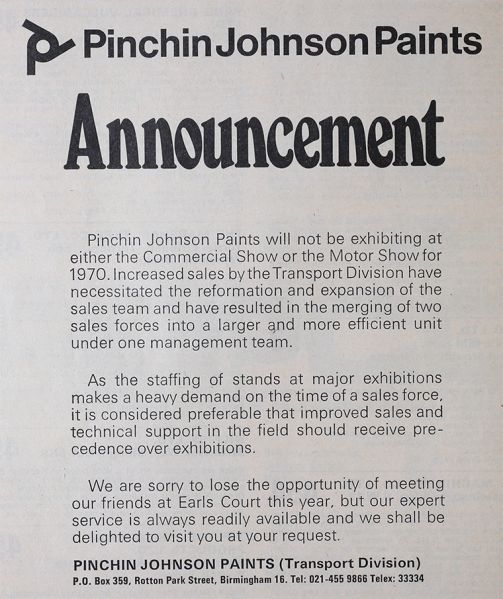 Pinchin Johnson Paints
Announcement
Pinchin Johnson Paints will not be exhibiting at
either the Commercial Show or the Motor Show for
1970. Increased sales by the Transport Division have
necessitated the reformation and expansion of the
sales team and have resulted in the merging of two
sales forces into a larger and more efficient unit
under one management team.
As the staffing of stands at major exhibitions
makes a heavy demand on the time of a sales force,
it is considered preferable that improved sales and
technical support in the field should receive pre-
cedence over exhibitions.
We are sorry to lose the opportunity of meeting
our friends at Earls Court this year, but our expert
service is always readily available and we shall be
delighted to visit you at your request.
PINCHIN JOHNSON PAINTS (Transport Division)
P.O. Box 359, Rotton Park Street, Birmingham 16. Tel: 021-455 9866 Telex: 33334